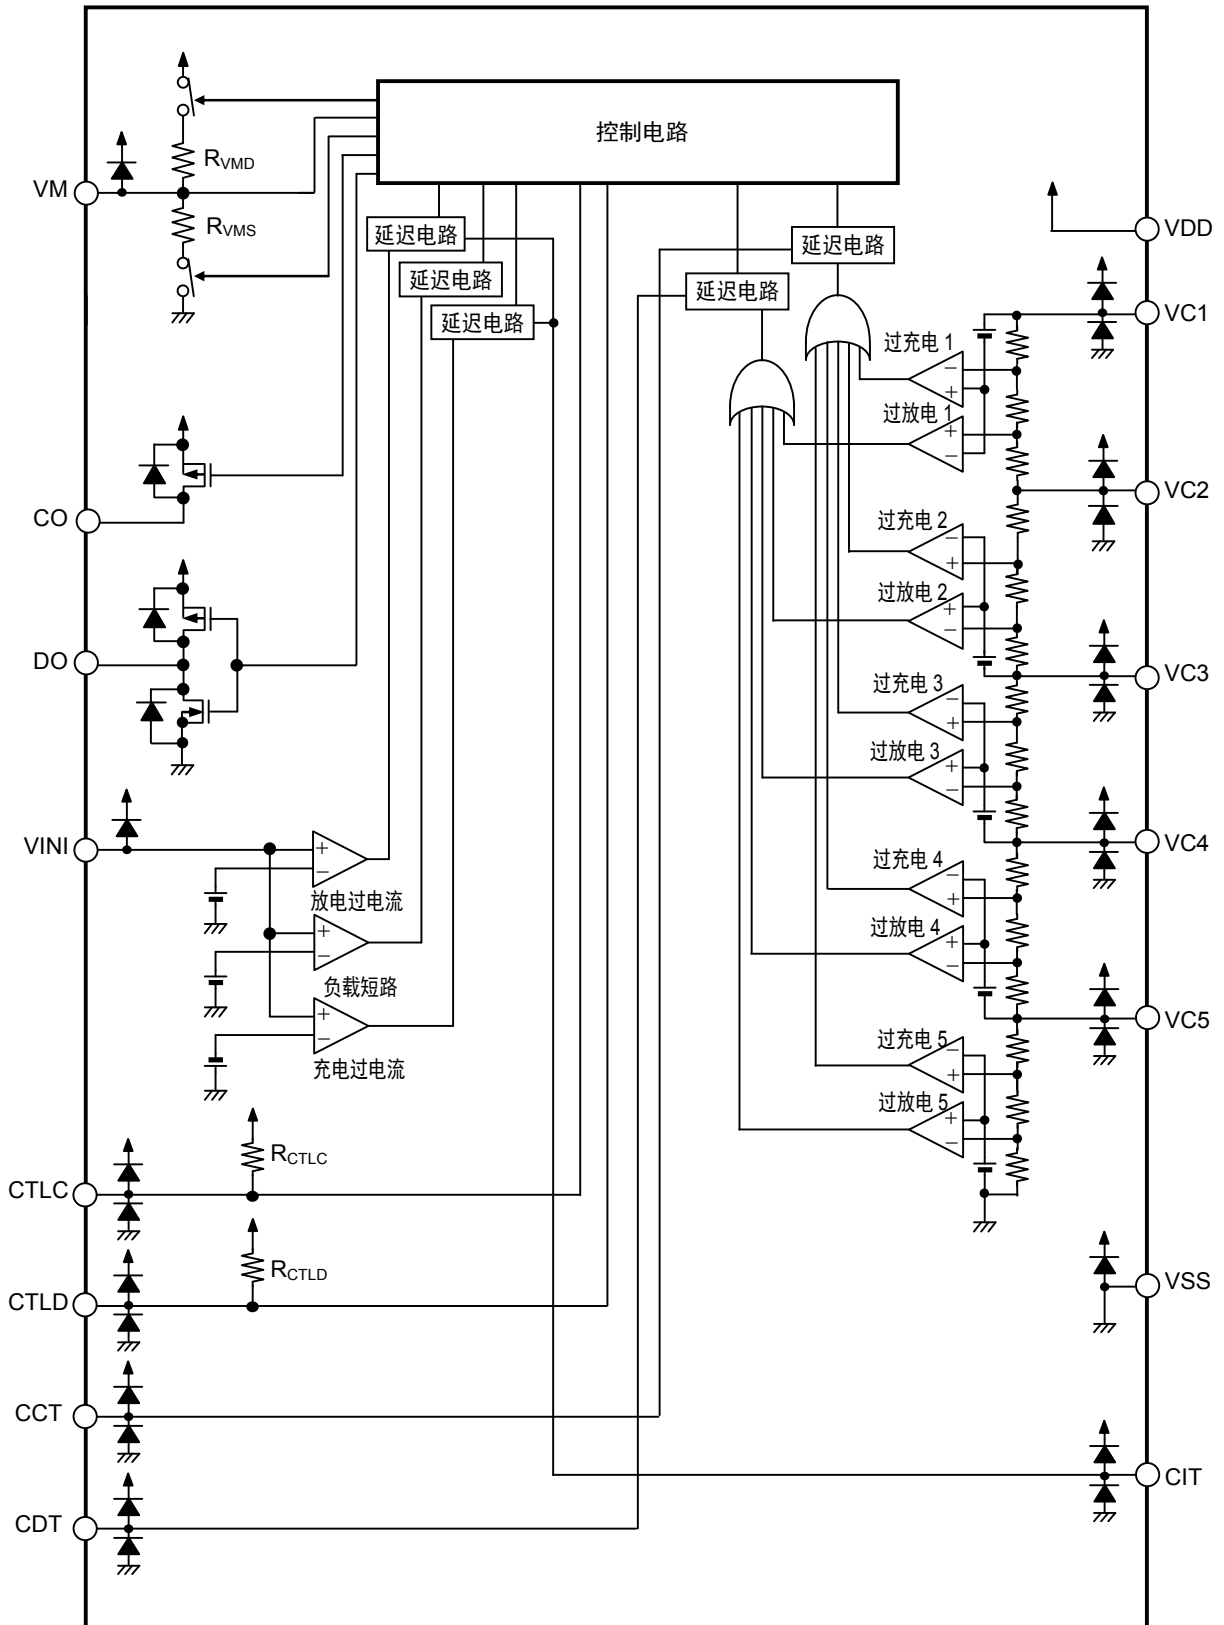 控制电路
RVMD
VM
RVMS
延迟电路
延迟电路
VDD
延迟电路
延迟电路
延迟电路
VC1
过充电 1
过放电 1
VC2
CO
过充电 2
过放电 2
DO
VC3
过充电 3
过放电 3
VINI
VC4
过充电 4
放电过电流
过放电 4
负载短路
VC5
过充电 5
充电过电流
过放电 5
RCTLC
CTLC
RCTLD
VSS
CTLD
CCT
CIT
CDT
+
−
+
−
+
−
−
+
+
−
−
+
+
−
−
+
+
−
−
+
+
−
−
+
+
−